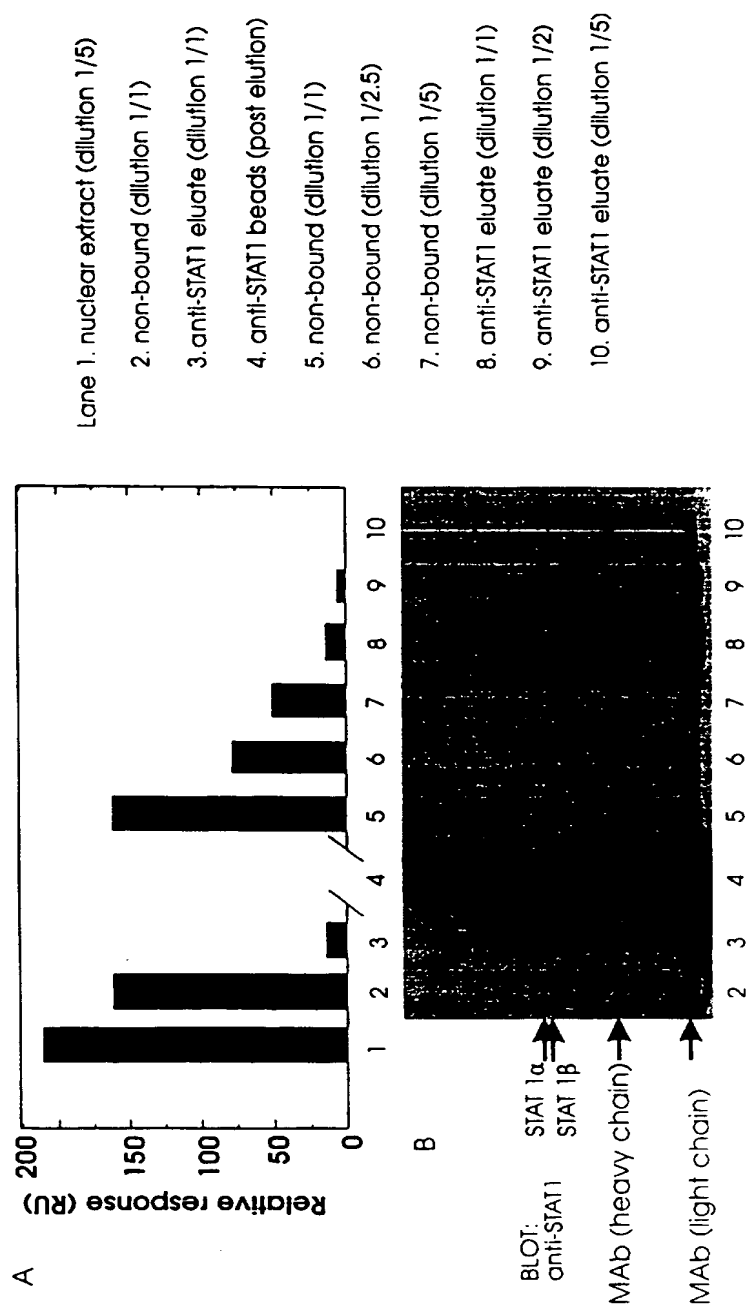 A
Relative response (RU)
200
150
100
50
0
1 2 3 4 5 6 7 8 9 10
B
BLOT:
anti-STAT1
STAT 1α
STAT 1β
MAb (heavy chain)
MAb (light chain)
2 3 4 5 6 7 8 9 10
Lane 1. nuclear extract (dilution 1/5)
2. non-bound (dilution 1/1)
3.anti-STAT1 eluate (dilution 1/1)
4. anti-STAT1 beads (post elution)
5. non-bound (dilution 1/1)
6. non-bound (dilution 1/2.5)
7. non-bound (dilution 1/5)
8. anti-STAT1 eluate (dilution 1/1)
9. anti-STAT1 eluate (dilution 1/2)
10. anti-STAT1 eluate (dilution 1/5)